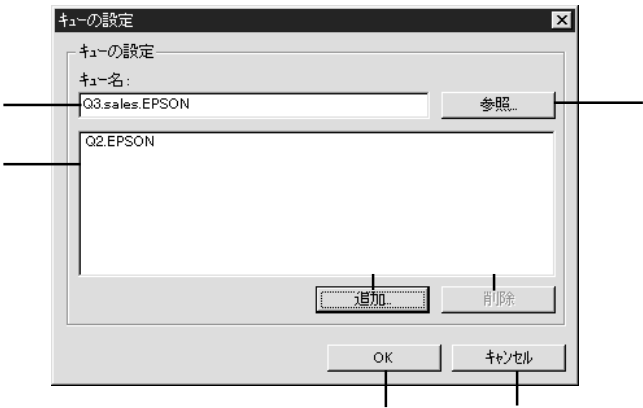 キューの設定
キューの設定
キュー名:
Q3.sales.EPSON
参照...
Q2.EPSON
追加...
削除
OK
キャンセル